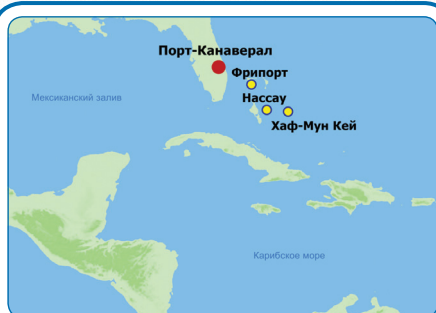 Порт-Канаверал
Фрипорт
Мексиканский залив
Нассау
Хаф-Мун Кей
Карибское море